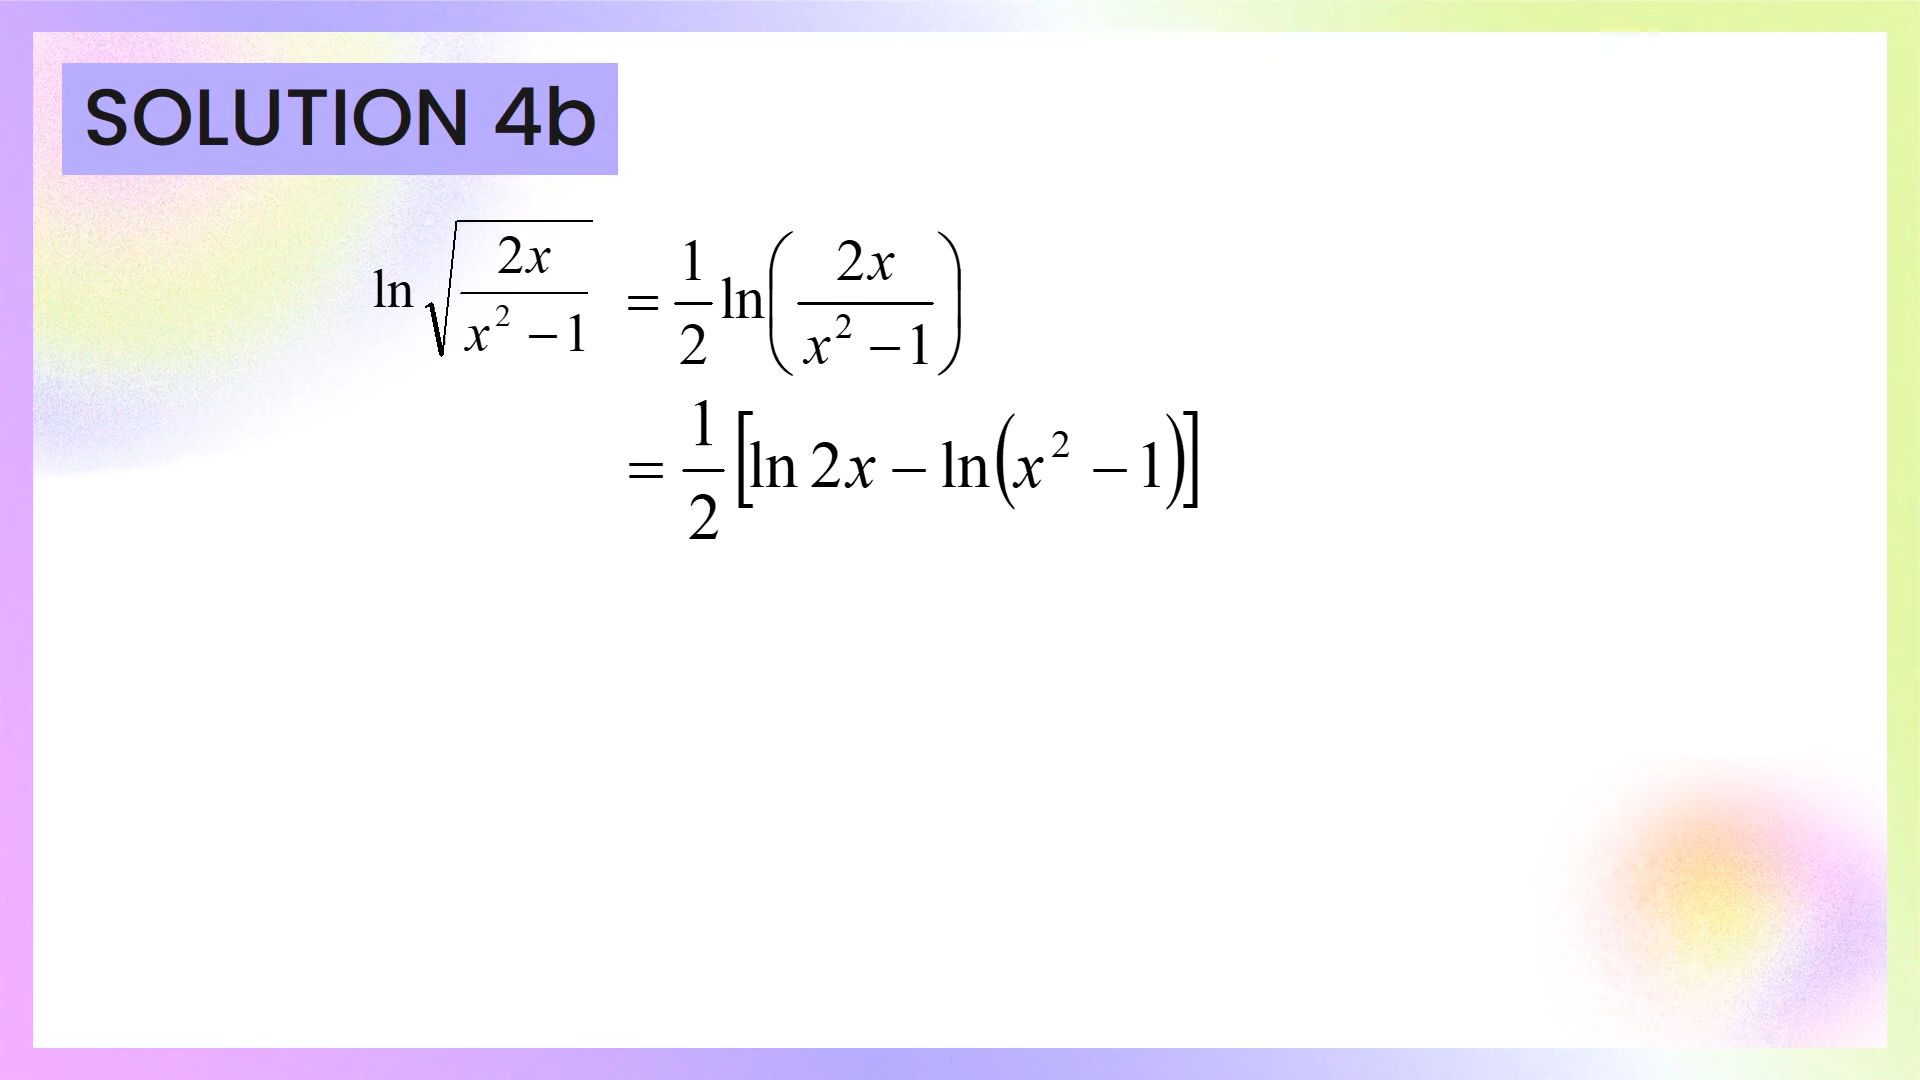 SOLUTION 4b
ln √(2x / (x² − 1)) = 1/2 ln(2x / (x² − 1))
= 1/2 [ln 2x − ln(x² − 1)]